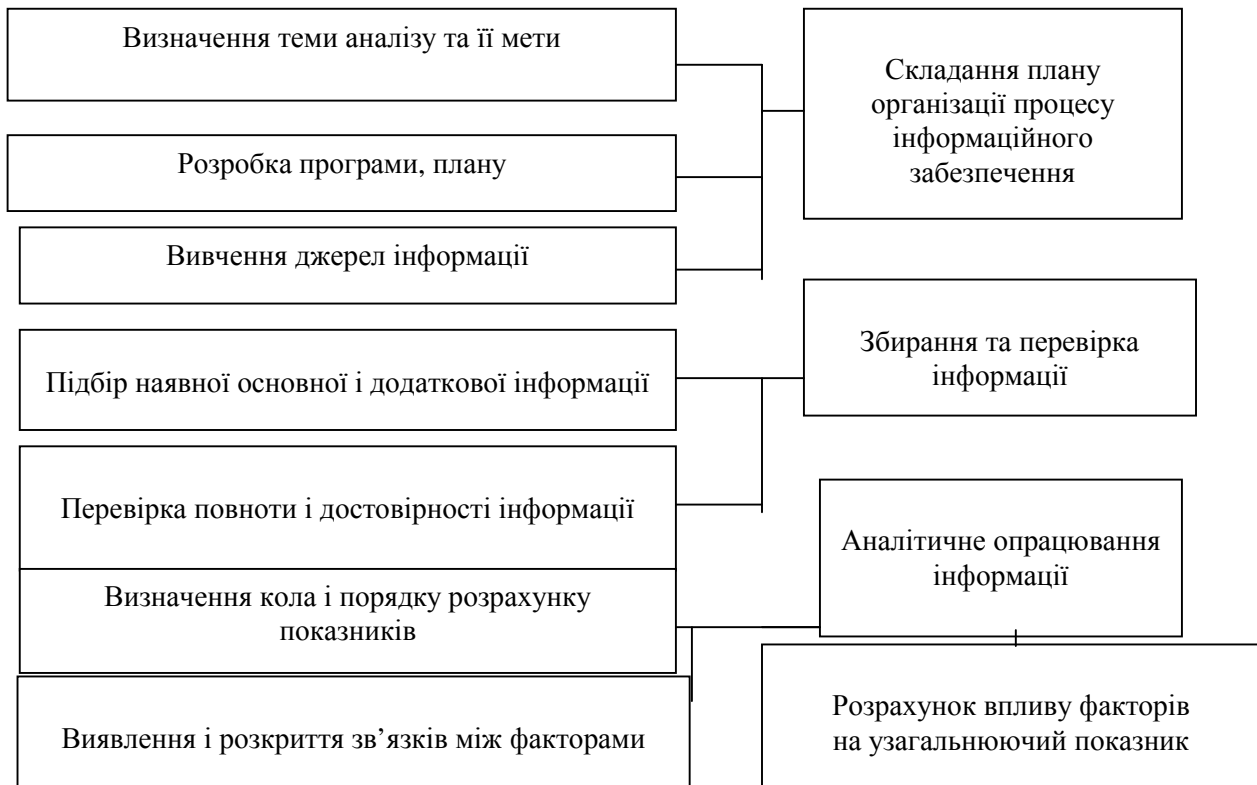 Визначення теми аналізу та її мети
Складання плану
організації процесу
інформаційного
забезпечення
Розробка програми, плану
Вивчення джерел інформації
Збирання та перевірка
інформації
Підбір наявної основної і додаткової інформації
Перевірка повноти і достовірності інформації
Аналітичне опрацювання
інформації
Визначення кола і порядку розрахунку
показників
Виявлення і розкриття зв’язків між факторами
Розрахунок впливу факторів
на узагальнюючий показник